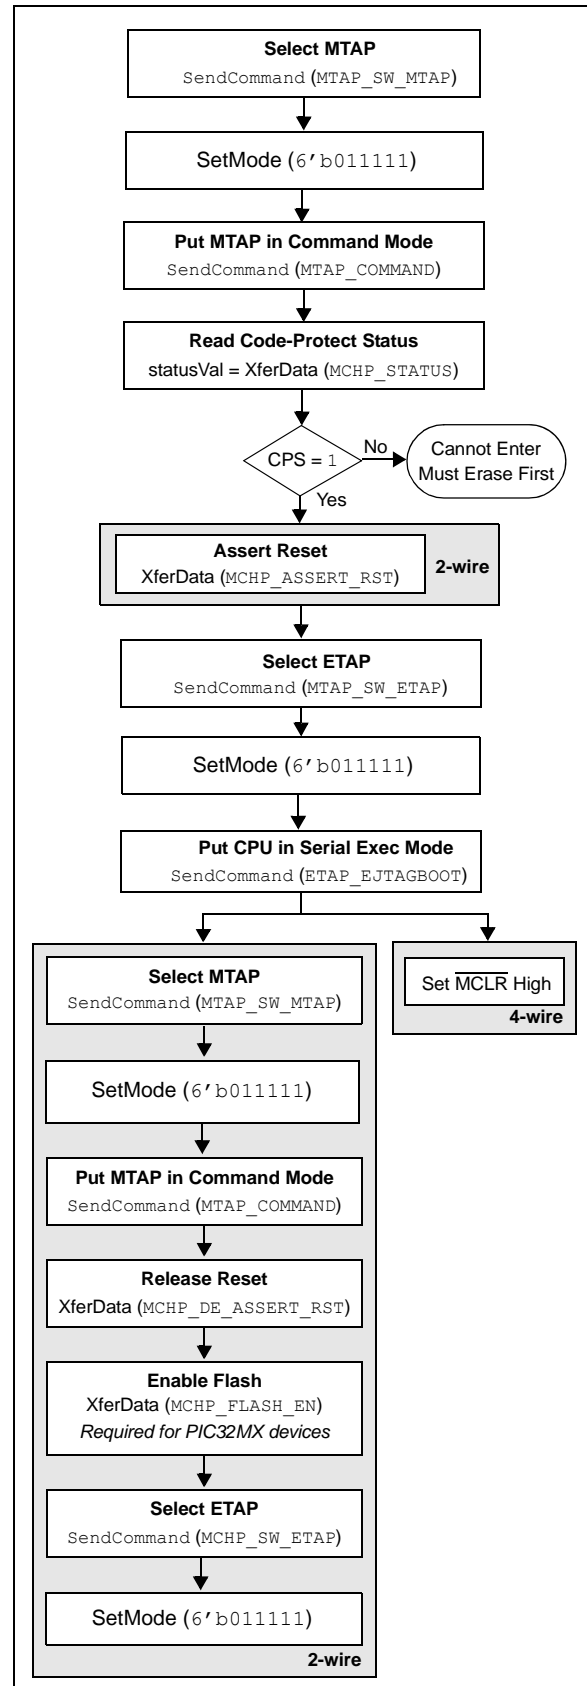 Select MTAP
SendCommand (MTAP_SW_MTAP)
SetMode (6’b011111)
Put MTAP in Command Mode
SendCommand (MTAP_COMMAND)
Read Code-Protect Status
statusVal = XferData (MCHP_STATUS)
CPS = 1
No
Cannot Enter
Must Erase First
Yes
Assert Reset
XferData (MCHP_ASSERT_RST)
2-wire
Select ETAP
SendCommand (MTAP_SW_ETAP)
SetMode (6’b011111)
Put CPU in Serial Exec Mode
SendCommand (ETAP_EJTAGBOOT)
Select MTAP
SendCommand (MTAP_SW_MTAP)
SetMode (6’b011111)
Put MTAP in Command Mode
SendCommand (MTAP_COMMAND)
Release Reset
XferData (MCHP_DE_ASSERT_RST)
Enable Flash
XferData (MCHP_FLASH_EN)
Required for PIC32MX devices
Select ETAP
SendCommand (MCHP_SW_ETAP)
SetMode (6’b011111)
2-wire
Set MCLR High
4-wire